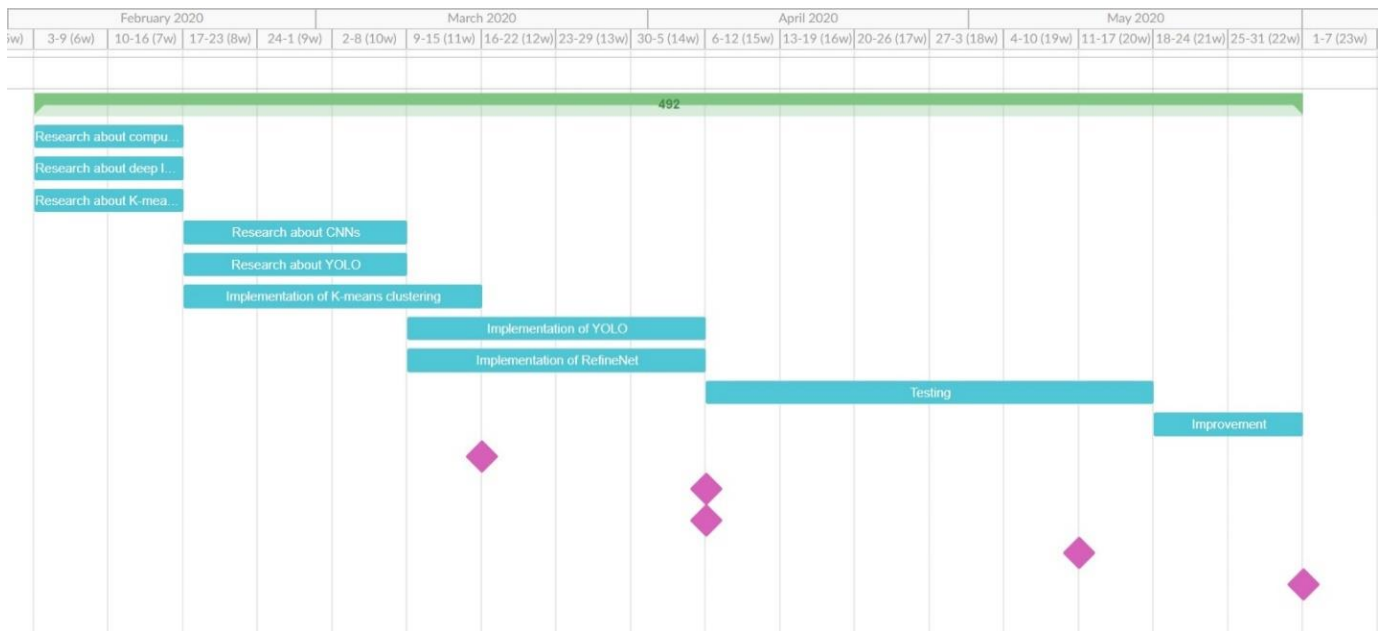 February 2020 March 2020 April 2020 May 2020
w) 3-9 (6w) 10-16 (7w) 17-23 (8w) 24-1 (9w) 2-8 (10w) 9-15 (11w) 16-22 (12w) 23-29 (13w) 30-5 (14w) 6-12 (15w) 13-19 (16w) 20-26 (17w) 27-3 (18w) 4-10 (19w) 11-17 (20w) 18-24 (21w) 25-31 (22w) 1-7 (23w)
492
Research about compu...
Research about deep l...
Research about K-mea...
Research about CNNs
Research about YOLO
Implementation of K-means clustering
Implementation of YOLO
Implementation of RefineNet
Testing
Improvement